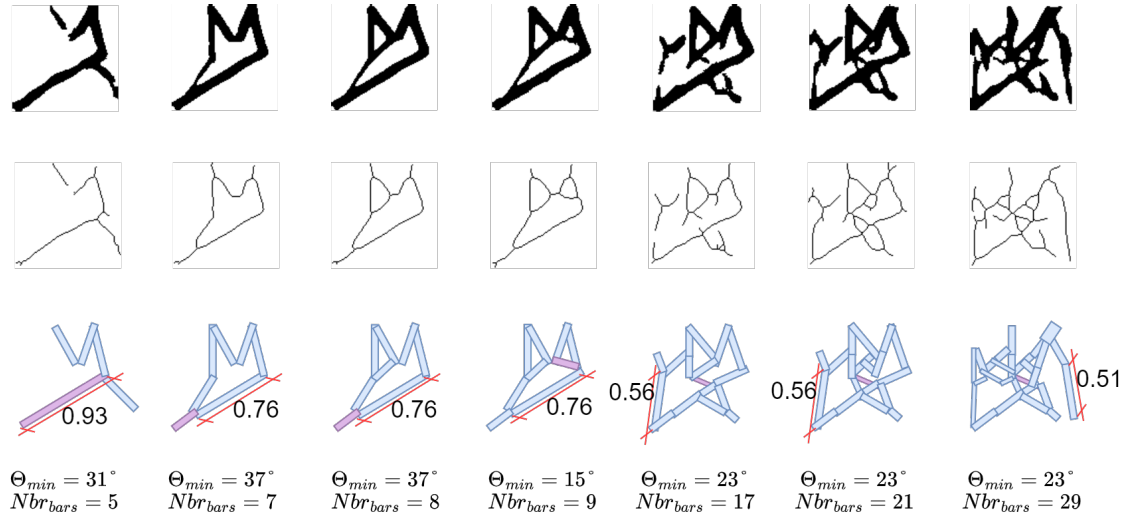 0.93
0.76
0.76
0.76
0.56
0.56
0.51
Θmin = 31°
Nbrbars = 5
Θmin = 37°
Nbrbars = 7
Θmin = 37°
Nbrbars = 8
Θmin = 15°
Nbrbars = 9
Θmin = 23°
Nbrbars = 17
Θmin = 23°
Nbrbars = 21
Θmin = 23°
Nbrbars = 29